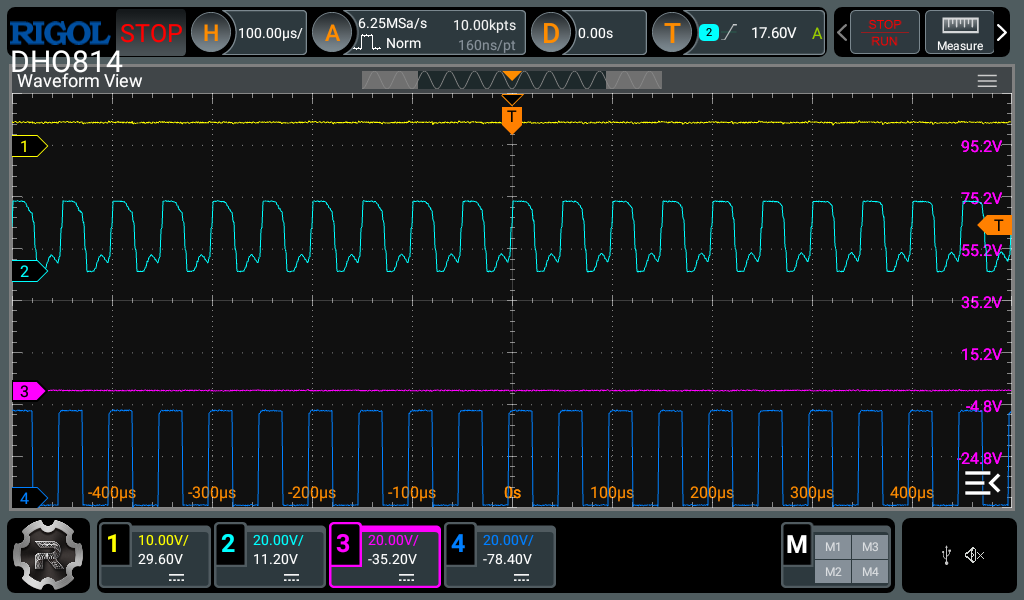 RIGOL STOP H 100.00µs/ A 6.25MSa/s 10.00kpts D 0.00s T 2 17.60V A STOP
Norm 160ns/pt RUN Measure
DHO814
Waveform View
T
1 95.2V
75.2V
T
55.2V
2
35.2V
15.2V
3
-4.8V
-24.8V
4 -400µs -300µs -200µs -100µs 0s 100µs 200µs 300µs 400µs
1 10.00V/ 2 20.00V/ 3 20.00V/ 4 20.00V/ M M1 M3
29.60V 11.20V -35.20V -78.40V M2 M4
R